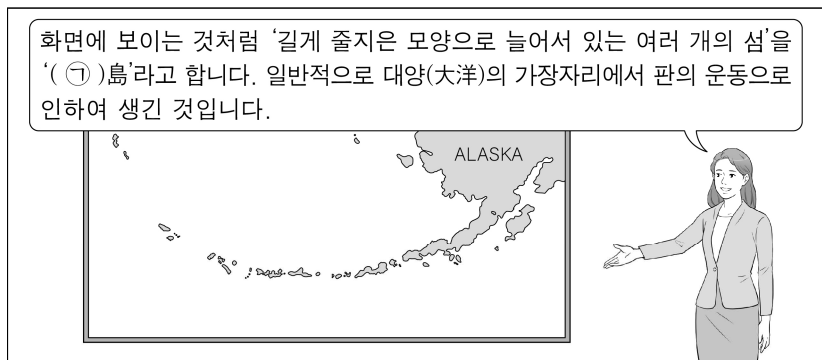 화면에 보이는 것처럼 ‘길게 줄지은 모양으로 늘어서 있는 여러 개의 섬’을
‘( ㉠ )島’라고 합니다. 일반적으로 대양(大洋)의 가장자리에서 판의 운동으로
인하여 생긴 것입니다.
ALASKA